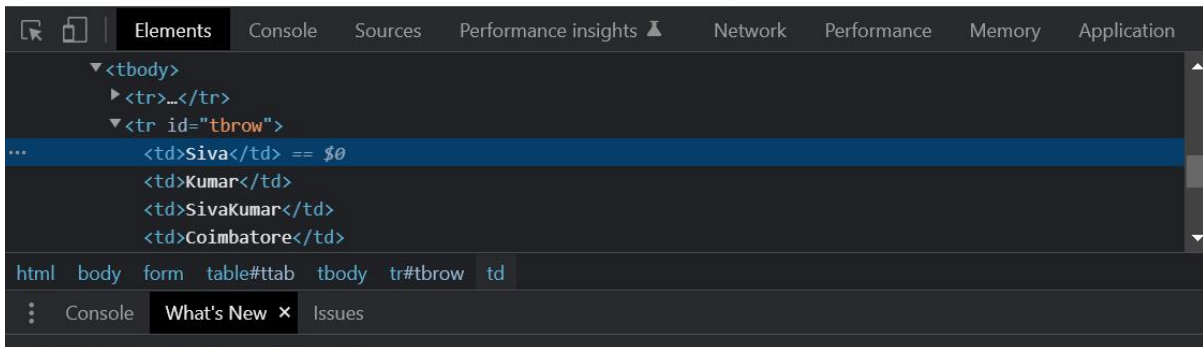 Elements Console Sources Performance insights Network Performance Memory Application
<tbody>
<tr>…</tr>
<tr id="tbrow">
... <td>Siva</td> == $0
<td>Kumar</td>
<td>SivaKumar</td>
<td>Coimbatore</td>
html body form table#ttab tbody tr#tbrow td
Console What's New × Issues